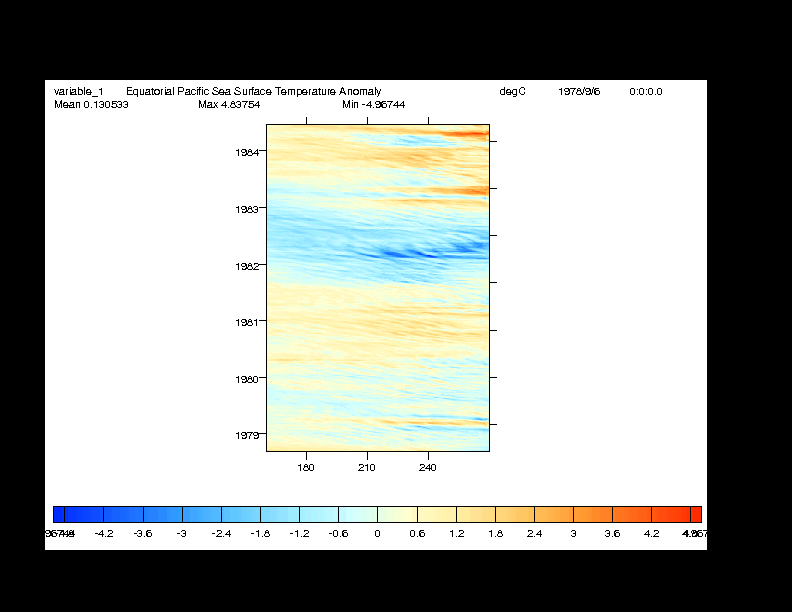 variable_1 Equatorial Pacific Sea Surface Temperature Anomaly degC 1978/9/6 0:0:0.0
Mean 0.130533 Max 4.83754 Min -4.96744
1984
1983
1982
1981
1980
1979
180 210 240
-4.2 -3.6 -3 -2.4 -1.8 -1.2 -0.6 0 0.6 1.2 1.8 2.4 3 3.6 4.2